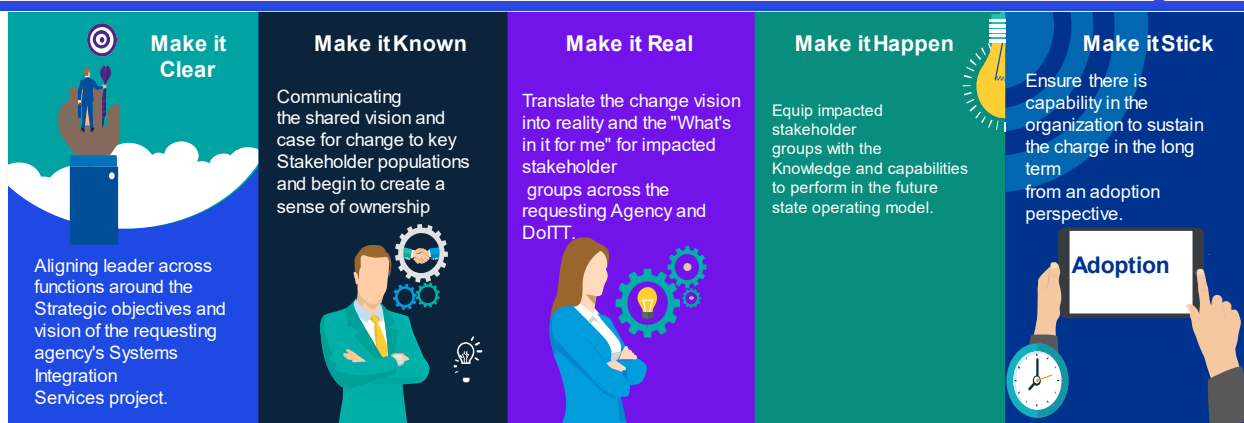 Make it
Clear
Aligning leader across
functions around the
Strategic objectives and
vision of the requesting
agency's Systems
Integration
Services project.
Make it Known
Communicating
the shared vision and
case for change to key
Stakeholder populations
and begin to create a
sense of ownership
Make it Real
Translate the change vision
into reality and the "What's
in it for me" for impacted
stakeholder
groups across the
requesting Agency and
DoITT.
Make it Happen
Equip impacted
stakeholder
groups with the
Knowledge and capabilities
to perform in the future
state operating model.
Make it Stick
Ensure there is
capability in the
organization to sustain
the charge in the long
term
from an adoption
perspective.
Adoption